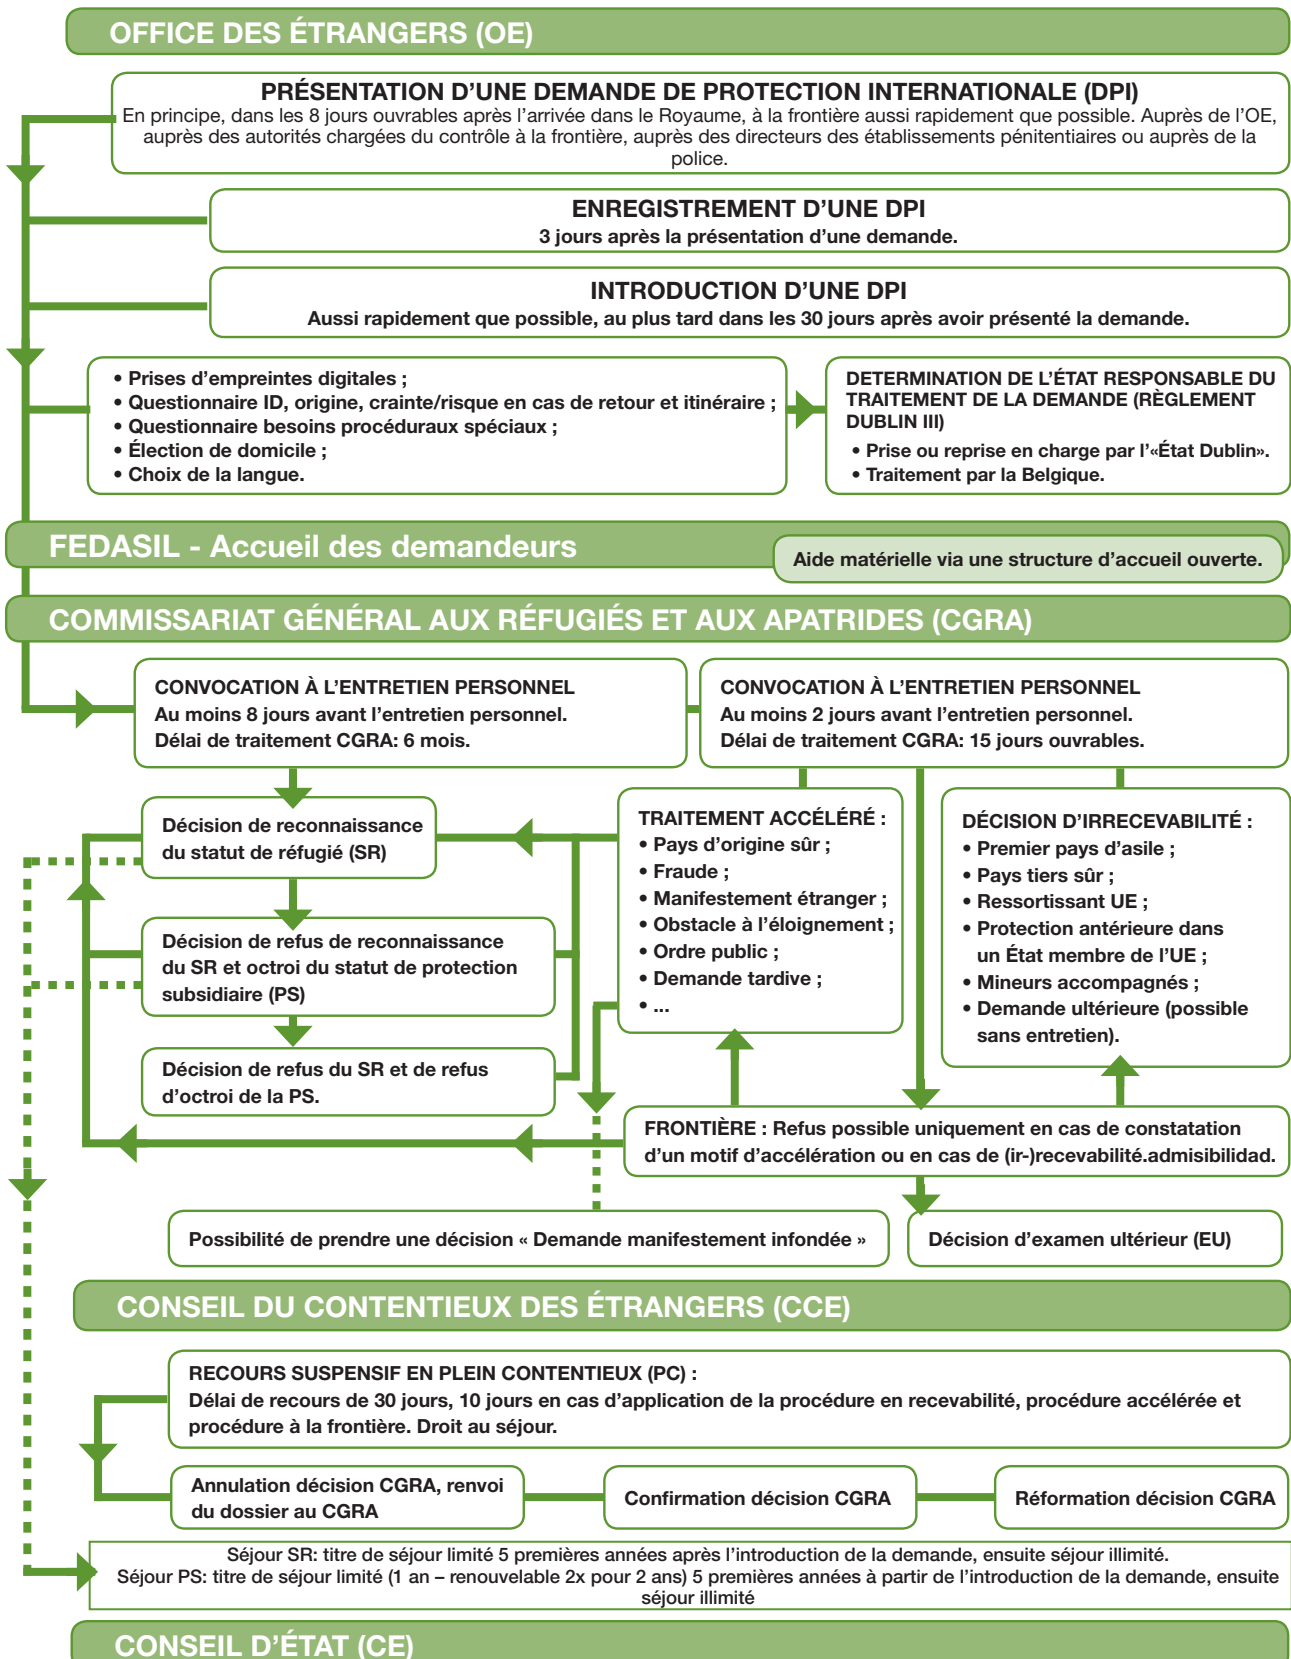 OFFICE DES ÉTRANGERS (OE)
PRÉSENTATION D’UNE DEMANDE DE PROTECTION INTERNATIONALE (DPI)
En principe, dans les 8 jours ouvrables après l’arrivée dans le Royaume, à la frontière aussi rapidement que possible. Auprès de l’OE,
auprès des autorités chargées du contrôle à la frontière, auprès des directeurs des établissements pénitentiaires ou auprès de la
police.
ENREGISTREMENT D’UNE DPI
3 jours après la présentation d’une demande.
INTRODUCTION D’UNE DPI
Aussi rapidement que possible, au plus tard dans les 30 jours après avoir présenté la demande.
• Prises d’empreintes digitales ;
• Questionnaire ID, origine, crainte/risque en cas de retour et itinéraire ;
• Questionnaire besoins procéduraux spéciaux ;
• Élection de domicile ;
• Choix de la langue.
DETERMINATION DE L’ÉTAT RESPONSABLE DU
TRAITEMENT DE LA DEMANDE (RÈGLEMENT
DUBLIN III)
• Prise ou reprise en charge par l’«État Dublin».
• Traitement par la Belgique.
FEDASIL - Accueil des demandeurs
Aide matérielle via une structure d’accueil ouverte.
COMMISSARIAT GÉNÉRAL AUX RÉFUGIÉS ET AUX APATRIDES (CGRA)
CONVOCATION À L’ENTRETIEN PERSONNEL
Au moins 8 jours avant l’entretien personnel.
Délai de traitement CGRA: 6 mois.
CONVOCATION À L’ENTRETIEN PERSONNEL
Au moins 2 jours avant l’entretien personnel.
Délai de traitement CGRA: 15 jours ouvrables.
Décision de reconnaissance
du statut de réfugié (SR)
Décision de refus de reconnaissance
du SR et octroi du statut de protection
subsidiaire (PS)
Décision de refus du SR et de refus
d’octroi de la PS.
TRAITEMENT ACCÉLÉRÉ :
• Pays d’origine sûr ;
• Fraude ;
• Manifestement étranger ;
• Obstacle à l’éloignement ;
• Ordre public ;
• Demande tardive ;
• ...
DÉCISION D’IRRECEVABILITÉ :
• Premier pays d’asile ;
• Pays tiers sûr ;
• Ressortissant UE ;
• Protection antérieure dans
un État membre de l’UE ;
• Mineurs accompagnés ;
• Demande ultérieure (possible
sans entretien).
FRONTIÈRE : Refus possible uniquement en cas de constatation
d’un motif d’accélération ou en cas de (ir-)recevabilité.admisibilidad.
Possibilité de prendre une décision « Demande manifestement infondée »
Décision d’examen ultérieur (EU)
CONSEIL DU CONTENTIEUX DES ÉTRANGERS (CCE)
RECOURS SUSPENSIF EN PLEIN CONTENTIEUX (PC) :
Délai de recours de 30 jours, 10 jours en cas d’application de la procédure en recevabilité, procédure accélérée et
procédure à la frontière. Droit au séjour.
Annulation décision CGRA, renvoi
du dossier au CGRA
Confirmation décision CGRA
Réformation décision CGRA
Séjour SR: titre de séjour limité 5 premières années après l’introduction de la demande, ensuite séjour illimité.
Séjour PS: titre de séjour limité (1 an – renouvelable 2x pour 2 ans) 5 premières années à partir de l’introduction de la demande, ensuite
séjour illimité
CONSEIL D’ÉTAT (CE)